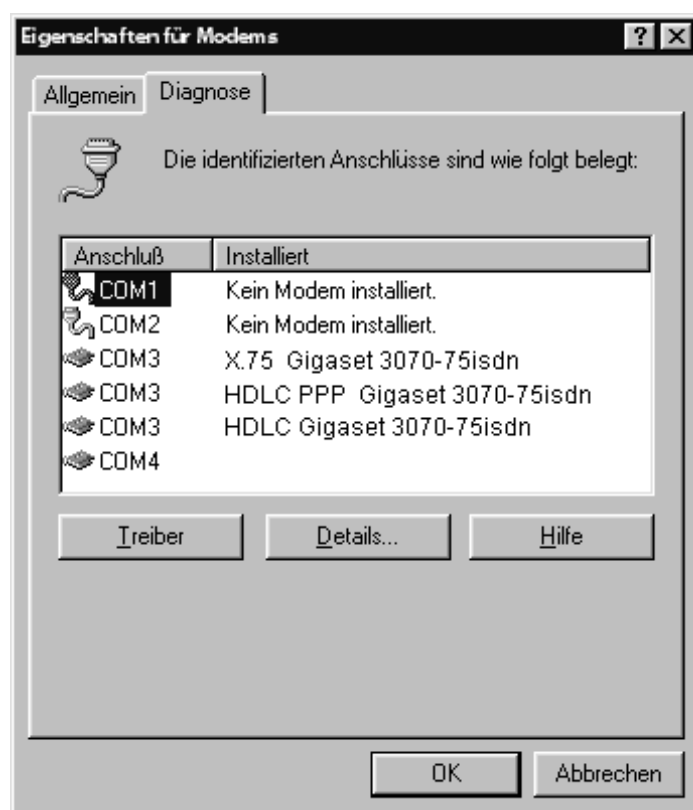 Eigenschaften für Modems
Allgemein Diagnose
Die identifizierten Anschlüsse sind wie folgt belegt:
Anschluß Installiert
COM1 Kein Modem installiert.
COM2 Kein Modem installiert.
COM3 X.75 Gigaset 3070-75isdn
COM3 HDLC PPP Gigaset 3070-75isdn
COM3 HDLC Gigaset 3070-75isdn
COM4
Treiber Details... Hilfe
OK Abbrechen